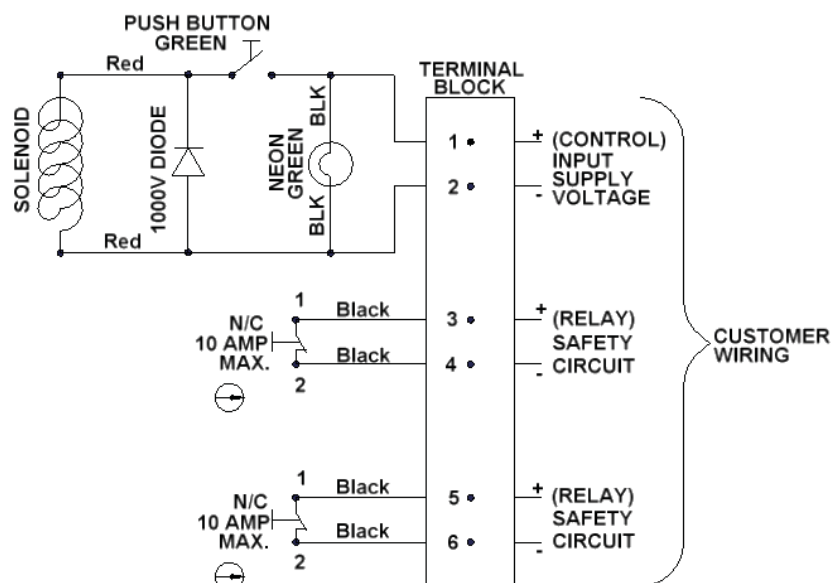 PUSH BUTTON
GREEN
Red
SOLENOID
1000V DIODE
NEON
GREEN
BLK
BLK
Red
TERMINAL
BLOCK
1
2
+ (CONTROL)
INPUT
SUPPLY
- VOLTAGE
N/C
10 AMP
MAX.
1
2
Black
Black
3
4
+ (RELAY)
SAFETY
- CIRCUIT
CUSTOMER
WIRING
N/C
10 AMP
MAX.
1
2
Black
Black
5
6
+ (RELAY)
SAFETY
- CIRCUIT